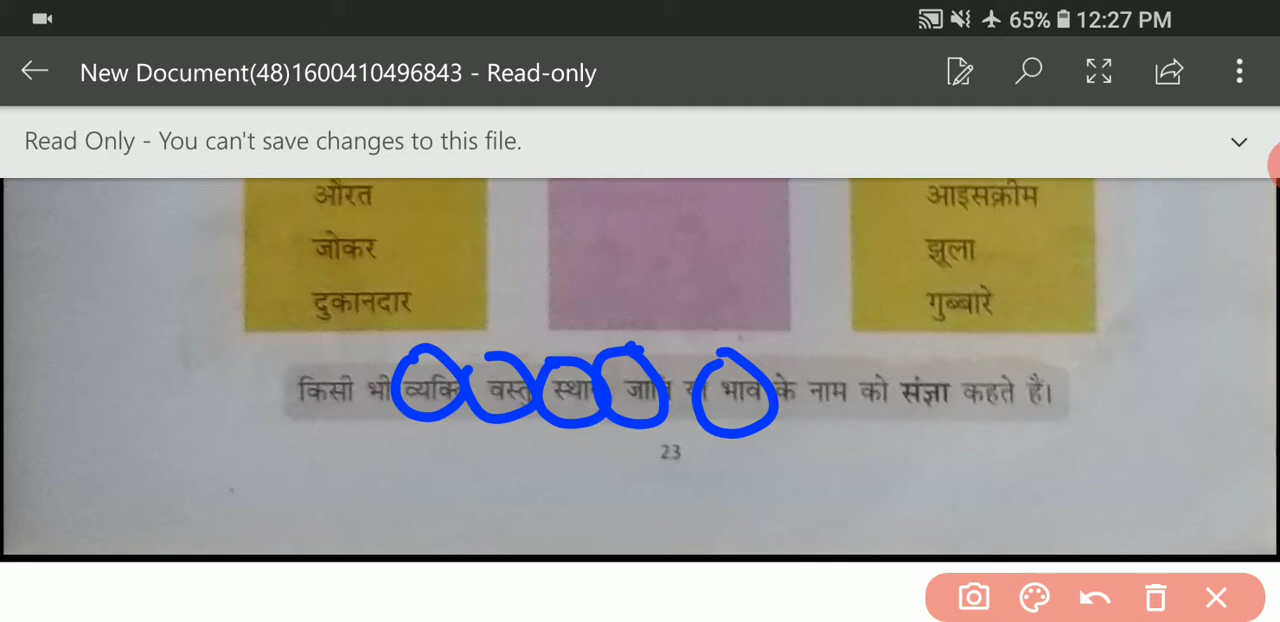 65% 12:27 PM
New Document(48)1600410496843 - Read-only
Read Only - You can't save changes to this file.
औरत
जोकर
दुकानदार
आइसक्रीम
झूला
गुब्बारे
किसी भी व्यक्ति वस्तु स्थान जाति या भाव के नाम को संज्ञा कहते हैं।
23